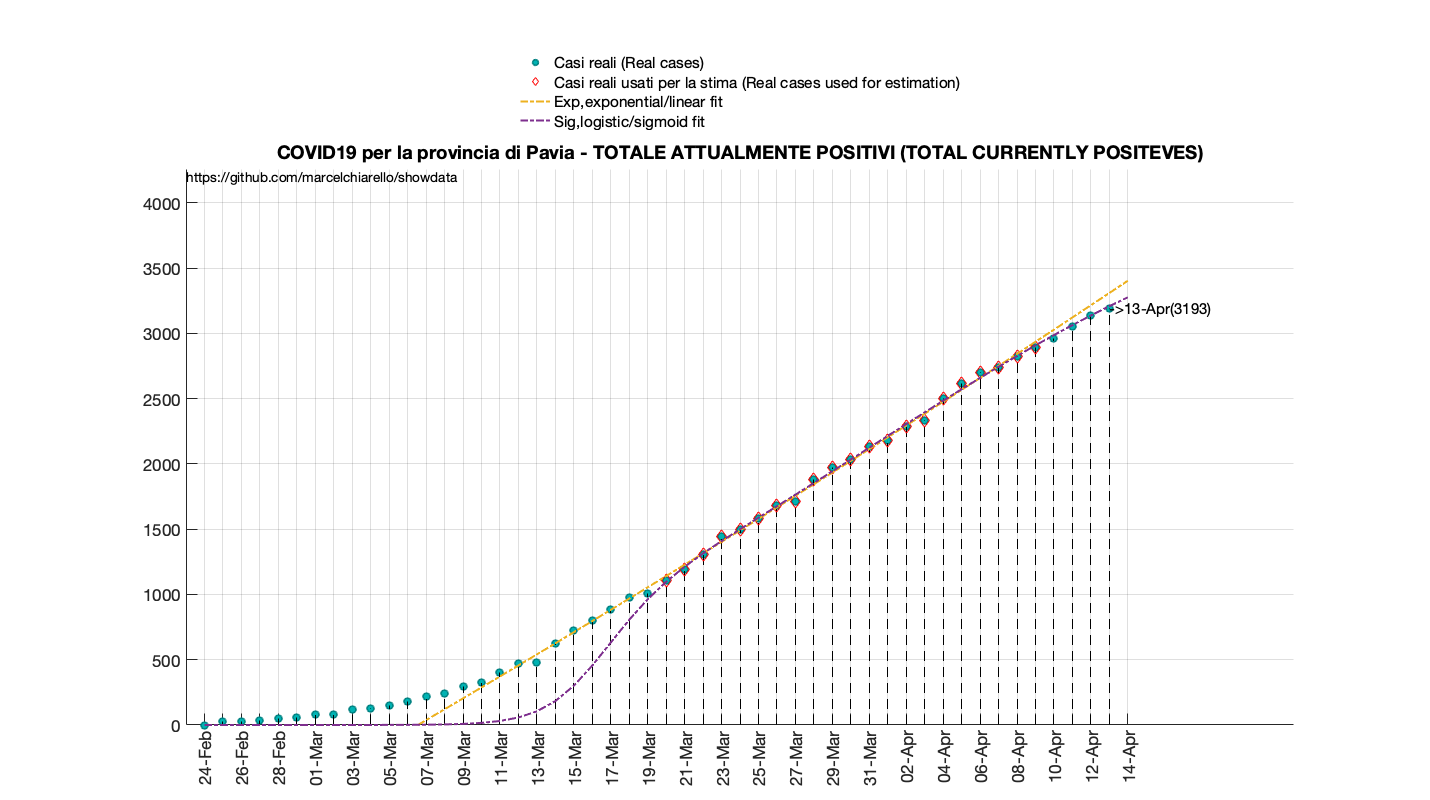 Casi reali (Real cases)
Casi reali usati per la stima (Real cases used for estimation)
Exp,exponential/linear fit
Sig,logistic/sigmoid fit
COVID19 per la provincia di Pavia - TOTALE ATTUALMENTE POSITIVI (TOTAL CURRENTLY POSITEVES)
https://github.com/marcelchiarello/showdata
4000
3500
3000
2500
2000
1500
1000
500
0
>13-Apr(3193)
24-Feb
26-Feb
28-Feb
01-Mar
03-Mar
05-Mar
07-Mar
09-Mar
11-Mar
13-Mar
15-Mar
17-Mar
19-Mar
21-Mar
23-Mar
25-Mar
27-Mar
29-Mar
31-Mar
02-Apr
04-Apr
06-Apr
08-Apr
10-Apr
12-Apr
14-Apr